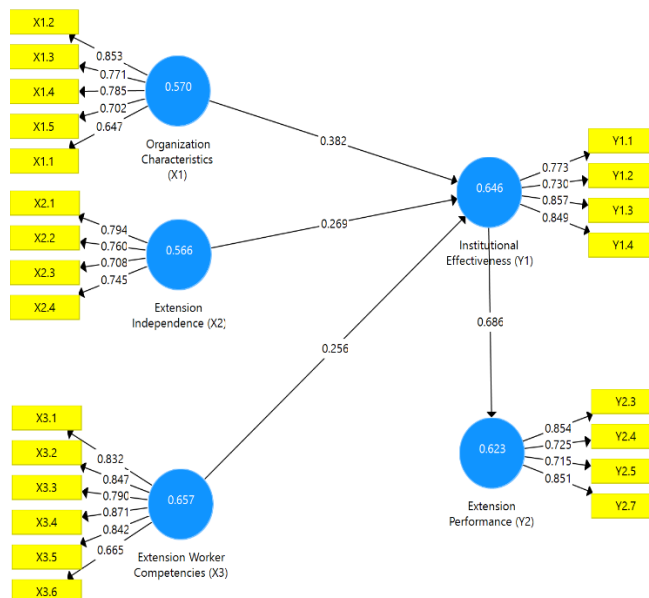 X1.2
X1.3
X1.4
X1.5
X1.1
0.853
0.771
0.785
0.702
0.647
0.570
Organization
Characteristics
(X1)
0.382
X2.1
X2.2
X2.3
X2.4
0.794
0.760
0.708
0.745
0.566
Extension
Independence (X2)
0.269
X3.1
X3.2
X3.3
X3.4
X3.5
X3.6
0.832
0.847
0.790
0.871
0.842
0.665
0.657
Extension Worker
Competencies (X3)
0.256
0.646
Institutional
Effectiveness (Y1)
0.773
0.730
0.857
0.849
Y1.1
Y1.2
Y1.3
Y1.4
0.686
0.623
Extension
Performance (Y2)
0.854
0.725
0.715
0.851
Y2.3
Y2.4
Y2.5
Y2.7